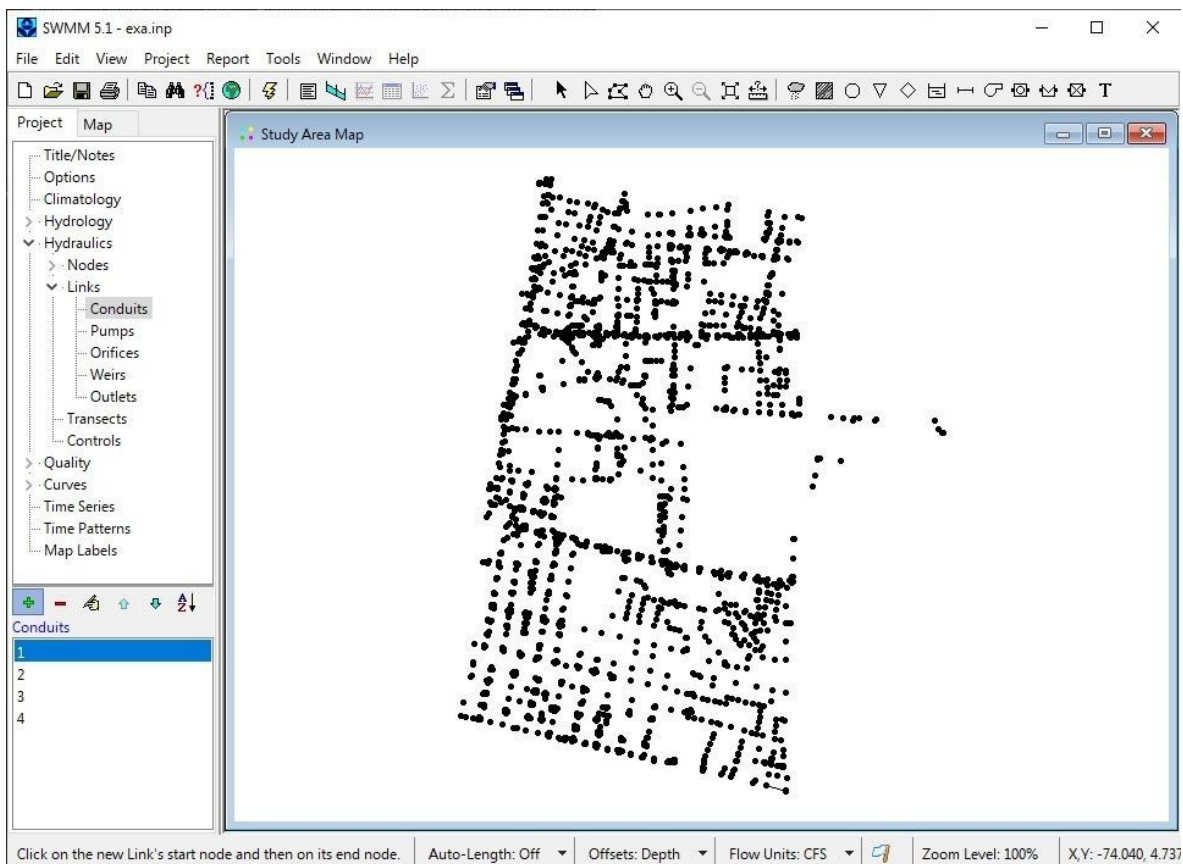 SWMM 5.1 - exa.inp
File Edit View Project Report Tools Window Help
Project Map
Study Area Map
Title/Notes
Options
Climatology
Hydrology
Hydraulics
Nodes
Links
Conduits
Pumps
Orifices
Weirs
Outlets
Transects
Controls
Quality
Curves
Time Series
Time Patterns
Map Labels
Conduits
1
2
3
4
Click on the new Link's start node and then on its end node. Auto-Length: Off Offsets: Depth Flow Units: CFS Zoom Level: 100% X,Y: -74.040, 4.737